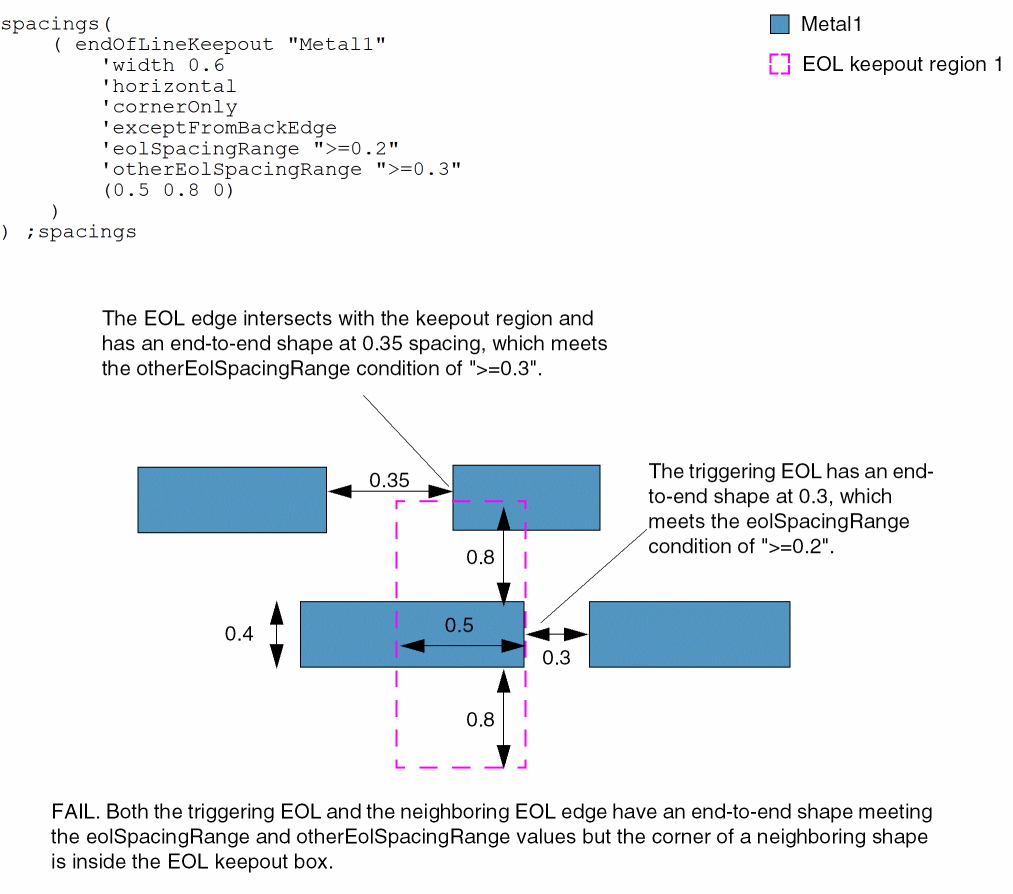 spacings(
( endOfLineKeepout "Metal1"
'width 0.6
'horizontal
'cornerOnly
'exceptFromBackEdge
'eolSpacingRange ">=0.2"
'otherEolSpacingRange ">=0.3"
(0.5 0.8 0)
)
) ;spacings
Metal1
EOL keepout region 1
The EOL edge intersects with the keepout region and
has an end-to-end shape at 0.35 spacing, which meets
the otherEolSpacingRange condition of ">=0.3".
0.35
The triggering EOL has an end-
to-end shape at 0.3, which
meets the eolSpacingRange
condition of ">=0.2".
0.8
0.4
0.5
0.3
0.8
FAIL. Both the triggering EOL and the neighboring EOL edge have an end-to-end shape meeting
the eolSpacingRange and otherEolSpacingRange values but the corner of a neighboring shape
is inside the EOL keepout box.